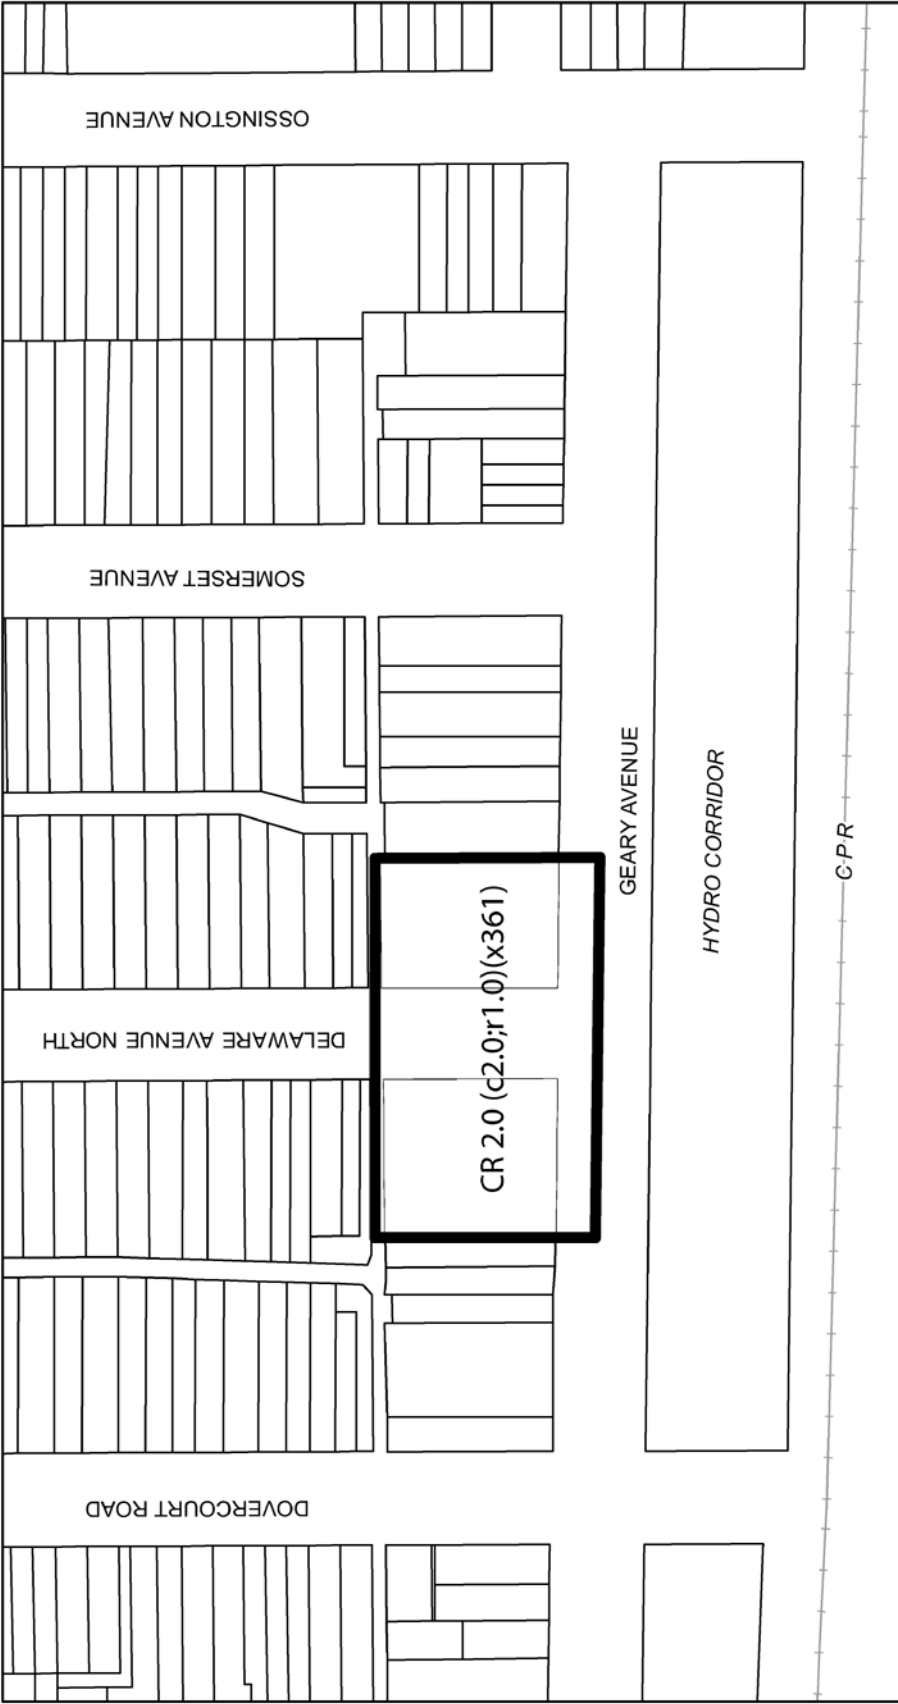 OSSINGTON AVENUE
SOMERSET AVENUE
GEARY AVENUE
HYDRO CORRIDOR
C-P-R
CR 2.0 (c2.0;r1.0)(x361)
DELAWARE AVENUE NORTH
DOVERCOURT ROAD